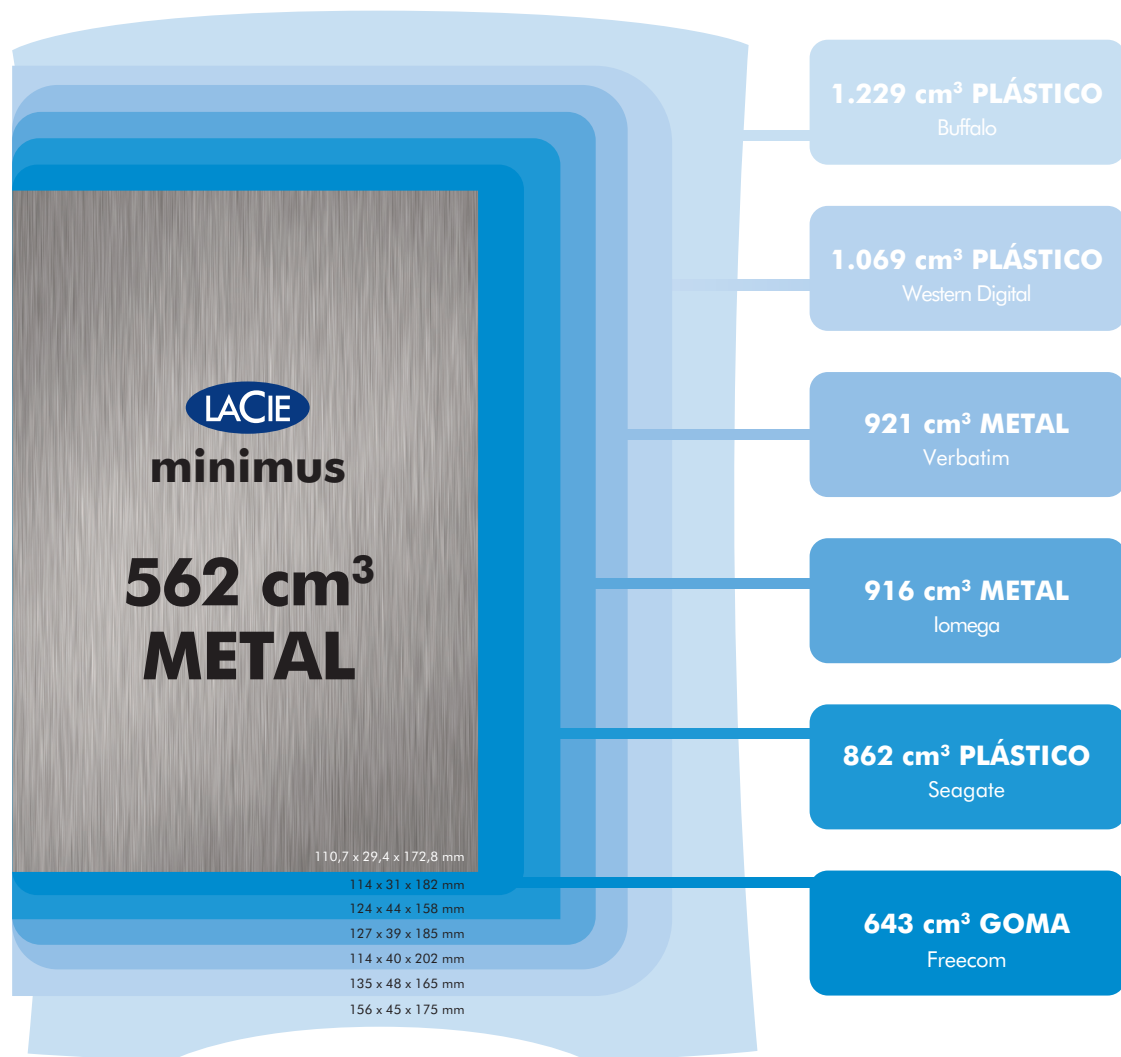 LACIE
minimus
562 cm³
METAL
110,7 x 29,4 x 172,8 mm
114 x 31 x 182 mm
124 x 44 x 158 mm
127 x 39 x 185 mm
114 x 40 x 202 mm
135 x 48 x 165 mm
156 x 45 x 175 mm
1.229 cm³ PLÁSTICO
Buffalo
1.069 cm³ PLÁSTICO
Western Digital
921 cm³ METAL
Verbatim
916 cm³ METAL
Iomega
862 cm³ PLÁSTICO
Seagate
643 cm³ GOMA
Freecom